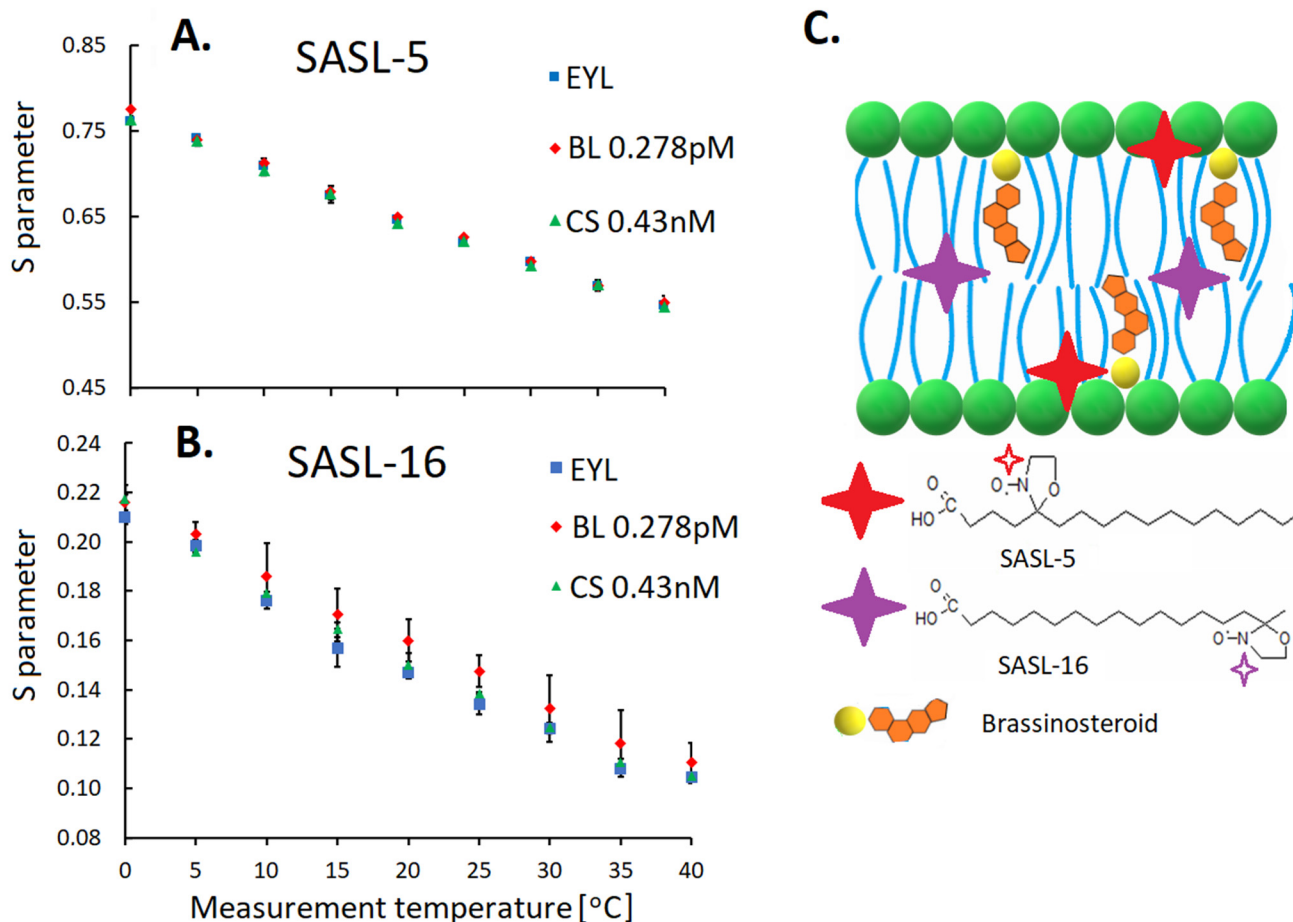 A.
SASL-5
S parameter
0.85
0.75
0.65
0.55
0.45
EYL
BL 0.278pM
CS 0.43nM
B.
SASL-16
S parameter
0.24
0.22
0.20
0.18
0.16
0.14
0.12
0.10
0.08
EYL
BL 0.278pM
CS 0.43nM
0 5 10 15 20 25 30 35 40
Measurement temperature [°C]
C.
O
HO
O·
N
O
SASL-5
O
HO
O·
N
O
SASL-16
Brassinosteroid